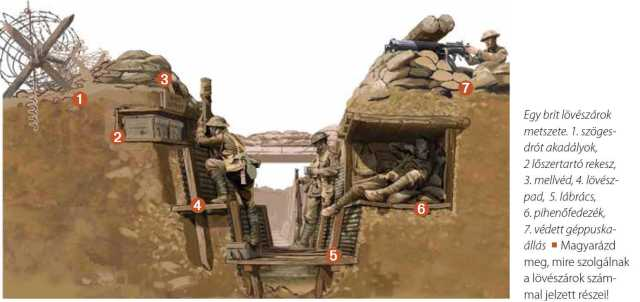 1
2
3
4
5
6
7
Egy brit lövészárok
metszete. 1. szöges-
drót akadályok,
2 lőszertartó rekesz,
3. mellvéd, 4. lövész-
pad, 5. lábrács,
6. pihenőfedezék,
7. védett géppuska-
állás ▪ Magyarázd
meg, mire szolgálnak
a lövészárok szám-
mal jelzett részei!